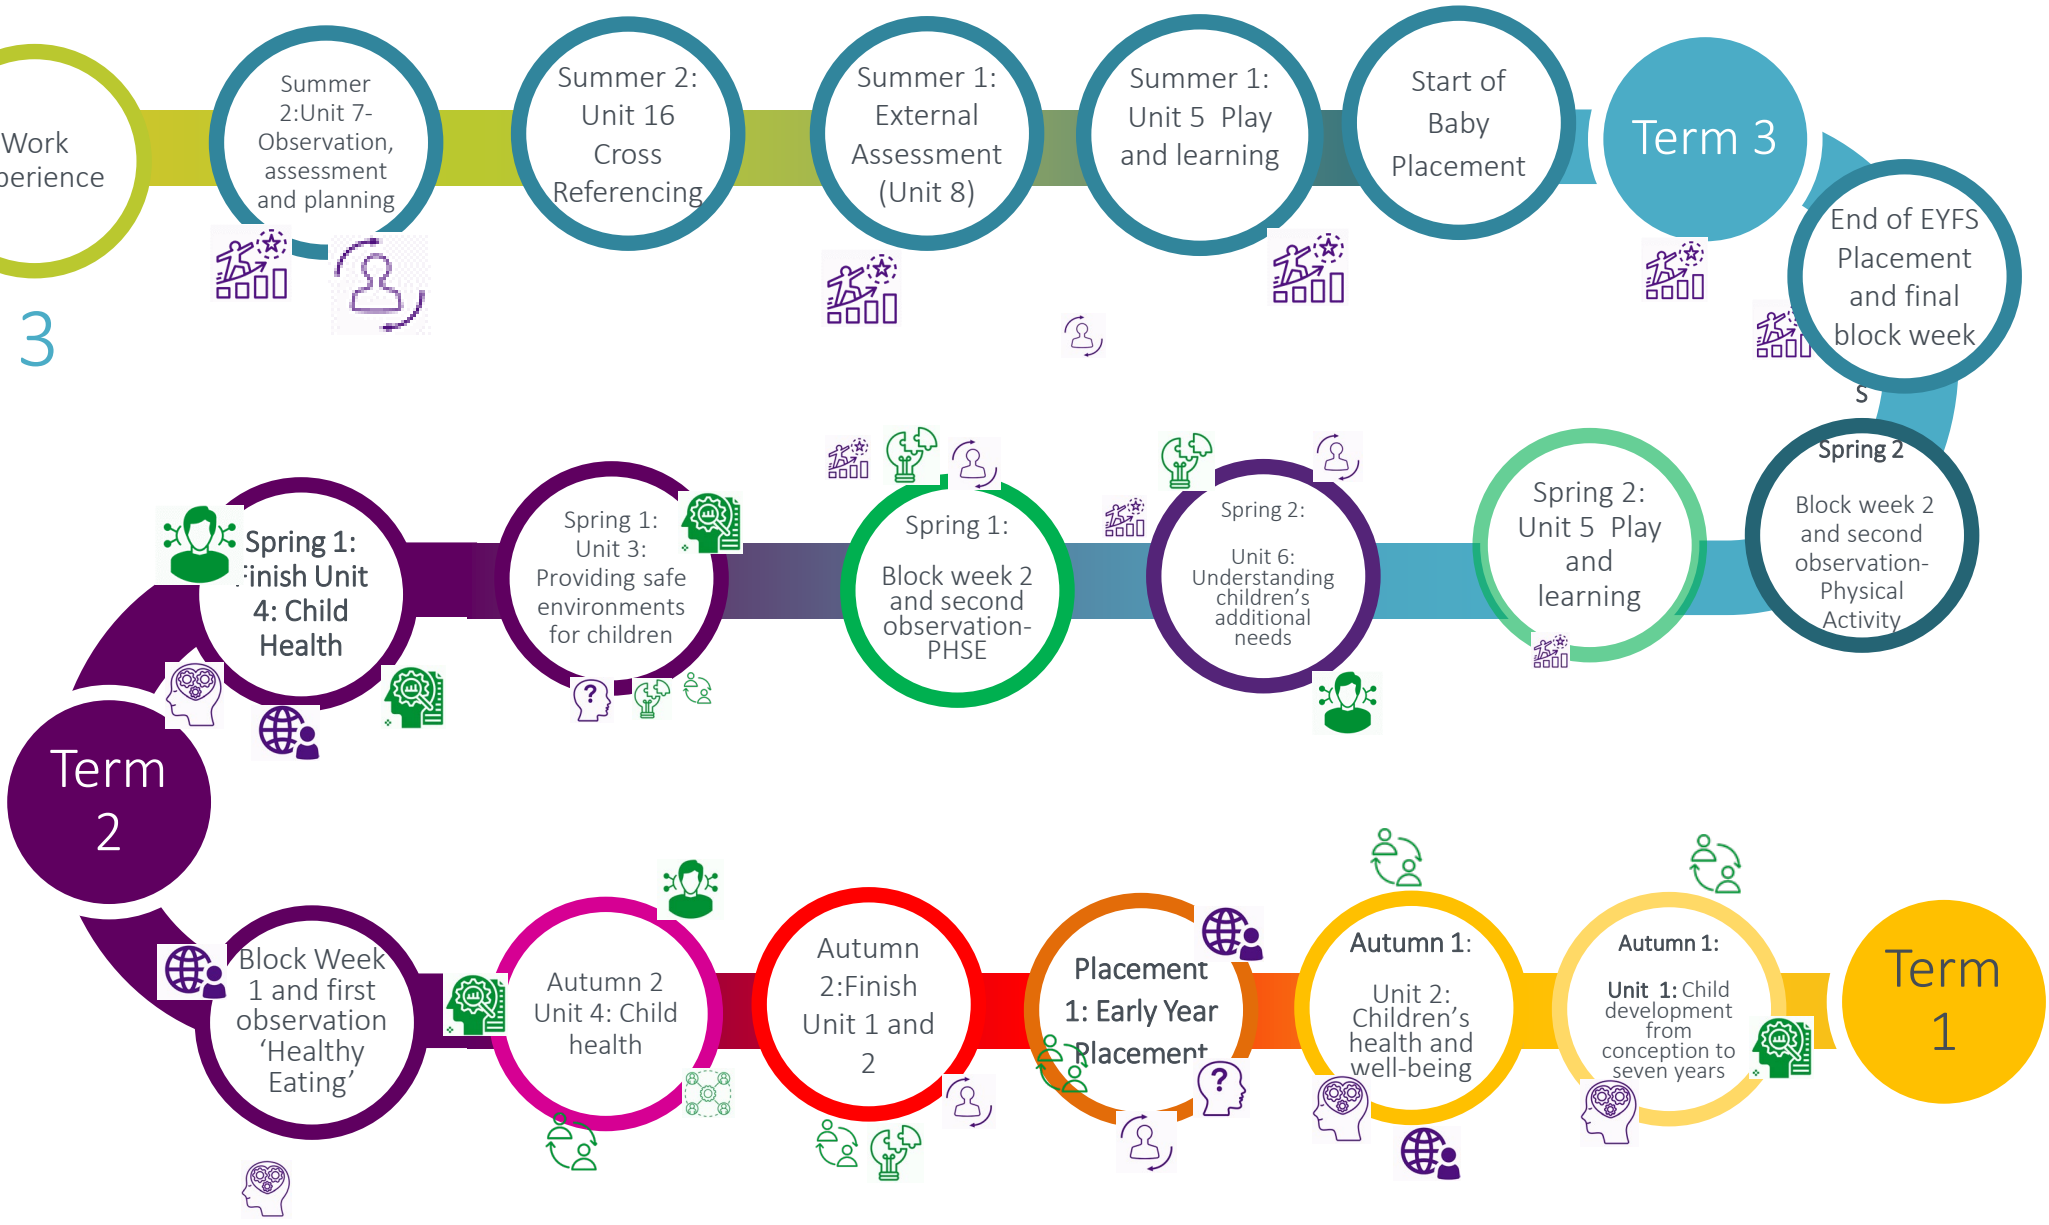 Work
perience
Summer
2:Unit 7-
Observation,
assessment
and planning
Summer 2:
Unit 16
Cross
Referencing
Summer 1:
External
Assessment
(Unit 8)
Summer 1:
Unit 5 Play
and learning
Start of
Baby
Placement
Term 3
End of EYFS
Placement
and final
block week
s
3
Spring 1:
Finish Unit
4: Child
Health
Spring 1:
Unit 3:
Providing safe
environments
for children
Spring 1:
Block week 2
and second
observation-
PHSE
Spring 2:
Unit 6:
Understanding
children's
additional
needs
Spring 2:
Unit 5 Play
and
learning
Spring 2
Block week 2
and second
observation-
Physical
Activity
?
Term
2
Block Week
1 and first
observation
‘Healthy
Eating’
Autumn 2
Unit 4: Child
health
Autumn
2:Finish
Unit 1 and
2
Placement
1: Early Year
Placement
?
Autumn 1:
Unit 2:
Children's
health and
well-being
Autumn 1:
Unit 1: Child
development
from
conception to
seven years
Term
1